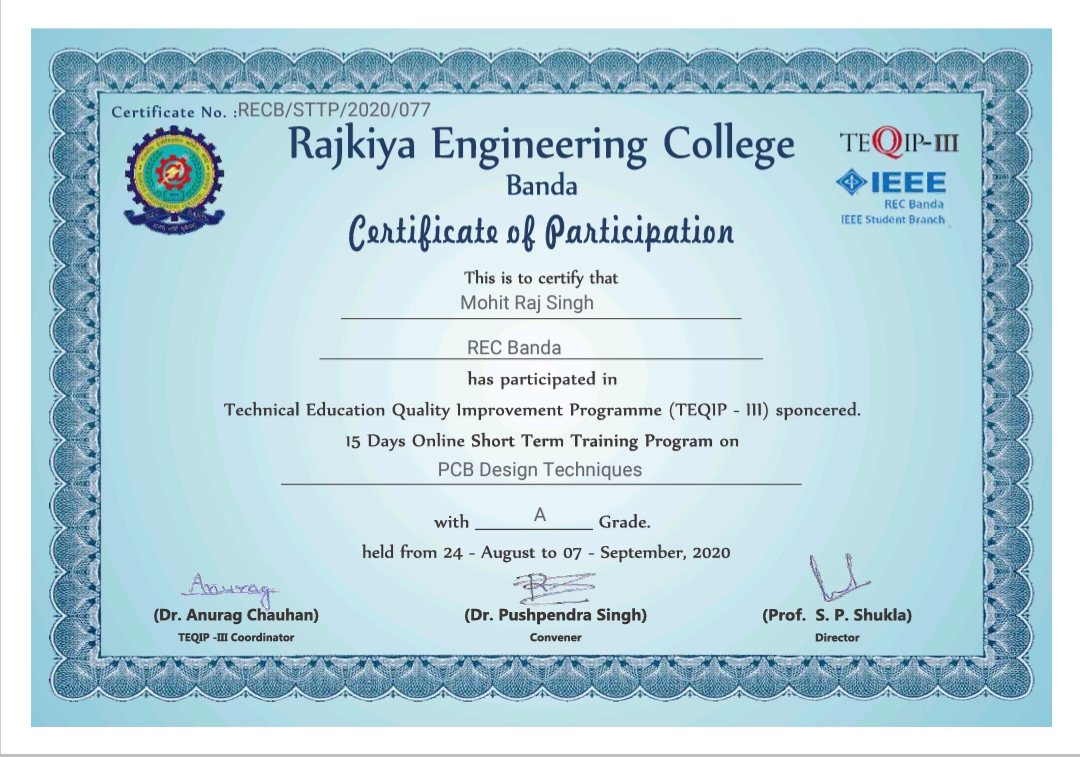 Certificate No. :RECB/STTP/2020/077
Rajkiya Engineering College
Banda
TEQIP-III
IEEE
REC Banda
IEEE Student Branch
Certificate of Participation
This is to certify that
Mohit Raj Singh
REC Banda
has participated in
Technical Education Quality Improvement Programme (TEQIP - III) sponcered.
15 Days Online Short Term Training Program on
PCB Design Techniques
with A Grade.
held from 24 - August to 07 - September, 2020
Anurag
(Dr. Anurag Chauhan)
TEQIP -III Coordinator
(Dr. Pushpendra Singh)
Convener
(Prof. S. P. Shukla)
Director